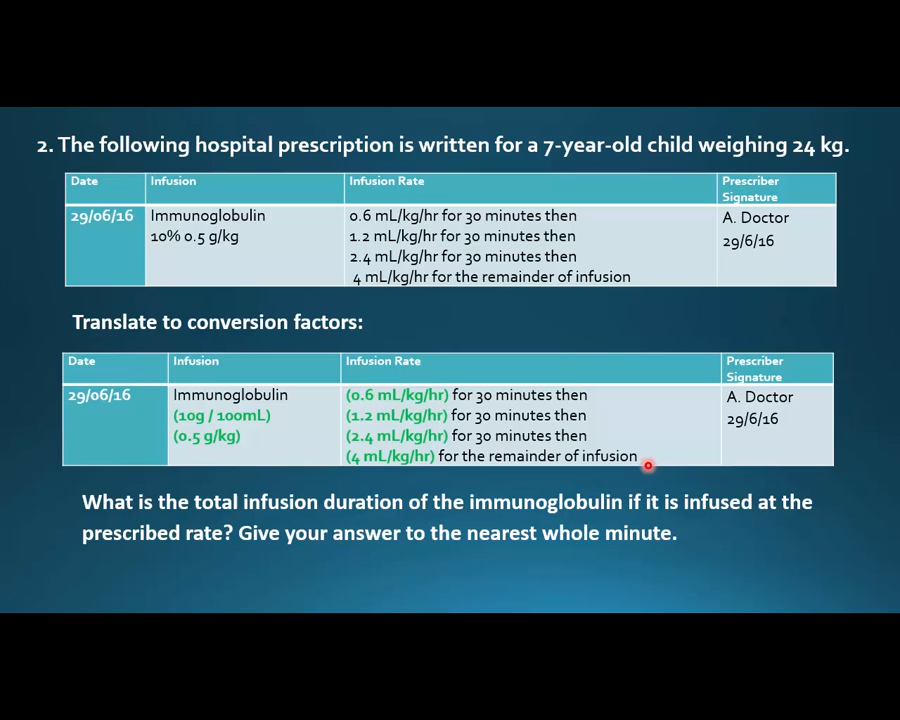 2. The following hospital prescription is written for a 7-year-old child weighing 24 kg.
Date Infusion Infusion Rate Prescriber Signature
29/06/16 Immunoglobulin 10% 0.5 g/kg 0.6 mL/kg/hr for 30 minutes then A. Doctor 29/6/16
1.2 mL/kg/hr for 30 minutes then
2.4 mL/kg/hr for 30 minutes then
4 mL/kg/hr for the remainder of infusion
Translate to conversion factors:
Date Infusion Infusion Rate Prescriber Signature
29/06/16 Immunoglobulin (10g / 100mL) (0.5 g/kg) (0.6 mL/kg/hr) for 30 minutes then A. Doctor 29/6/16
(1.2 mL/kg/hr) for 30 minutes then
(2.4 mL/kg/hr) for 30 minutes then
(4 mL/kg/hr) for the remainder of infusion
What is the total infusion duration of the immunoglobulin if it is infused at the
prescribed rate? Give your answer to the nearest whole minute.